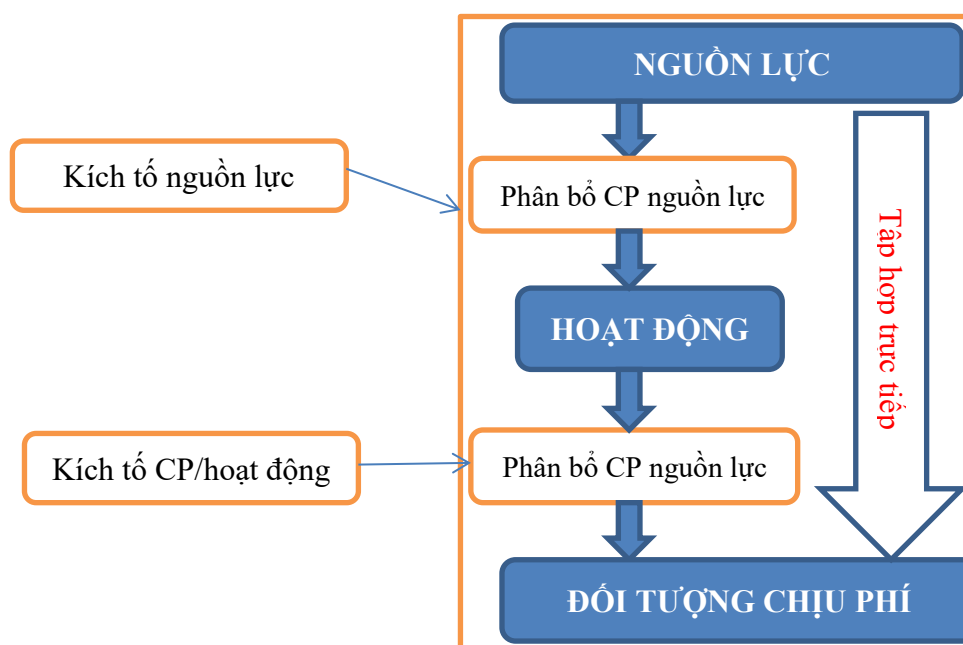 NGUỒN LỰC
Kích tố nguồn lực
Phân bổ CP nguồn lực
Tập hợp trực tiếp
HOẠT ĐỘNG
Kích tố CP/hoạt động
Phân bổ CP nguồn lực
ĐỐI TƯỢNG CHỊU PHÍ